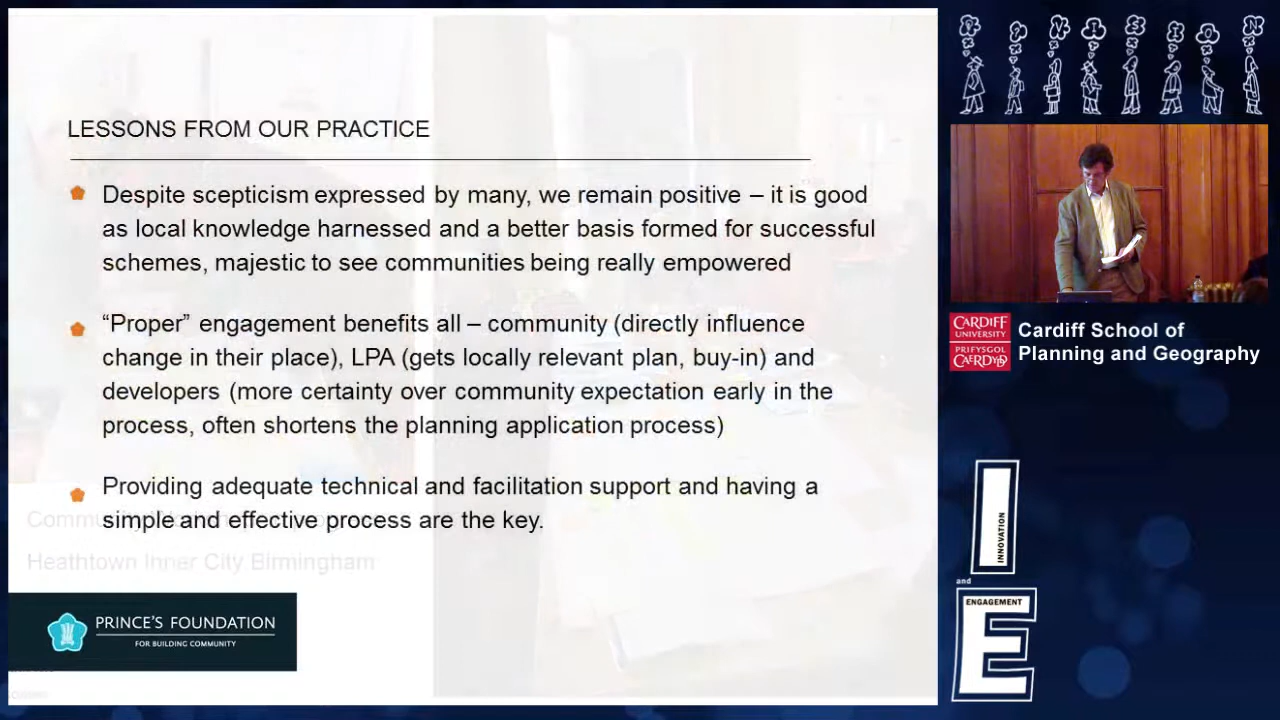 LESSONS FROM OUR PRACTICE
Despite scepticism expressed by many, we remain positive – it is good
as local knowledge harnessed and a better basis formed for successful
schemes, majestic to see communities being really empowered
“Proper” engagement benefits all – community (directly influence
change in their place), LPA (gets locally relevant plan, buy-in) and
developers (more certainty over community expectation early in the
process, often shortens the planning application process)
Providing adequate technical and facilitation support and having a
simple and effective process are the key.
Heathtown Inner City Birmingham
PRINCE'S FOUNDATION
FOR BUILDING COMMUNITY
CARDIFF
UNIVERSITY
PRIFYSGOL
CAERDYDD
Cardiff School of
Planning and Geography
INNOVATION
and
ENGAGEMENT